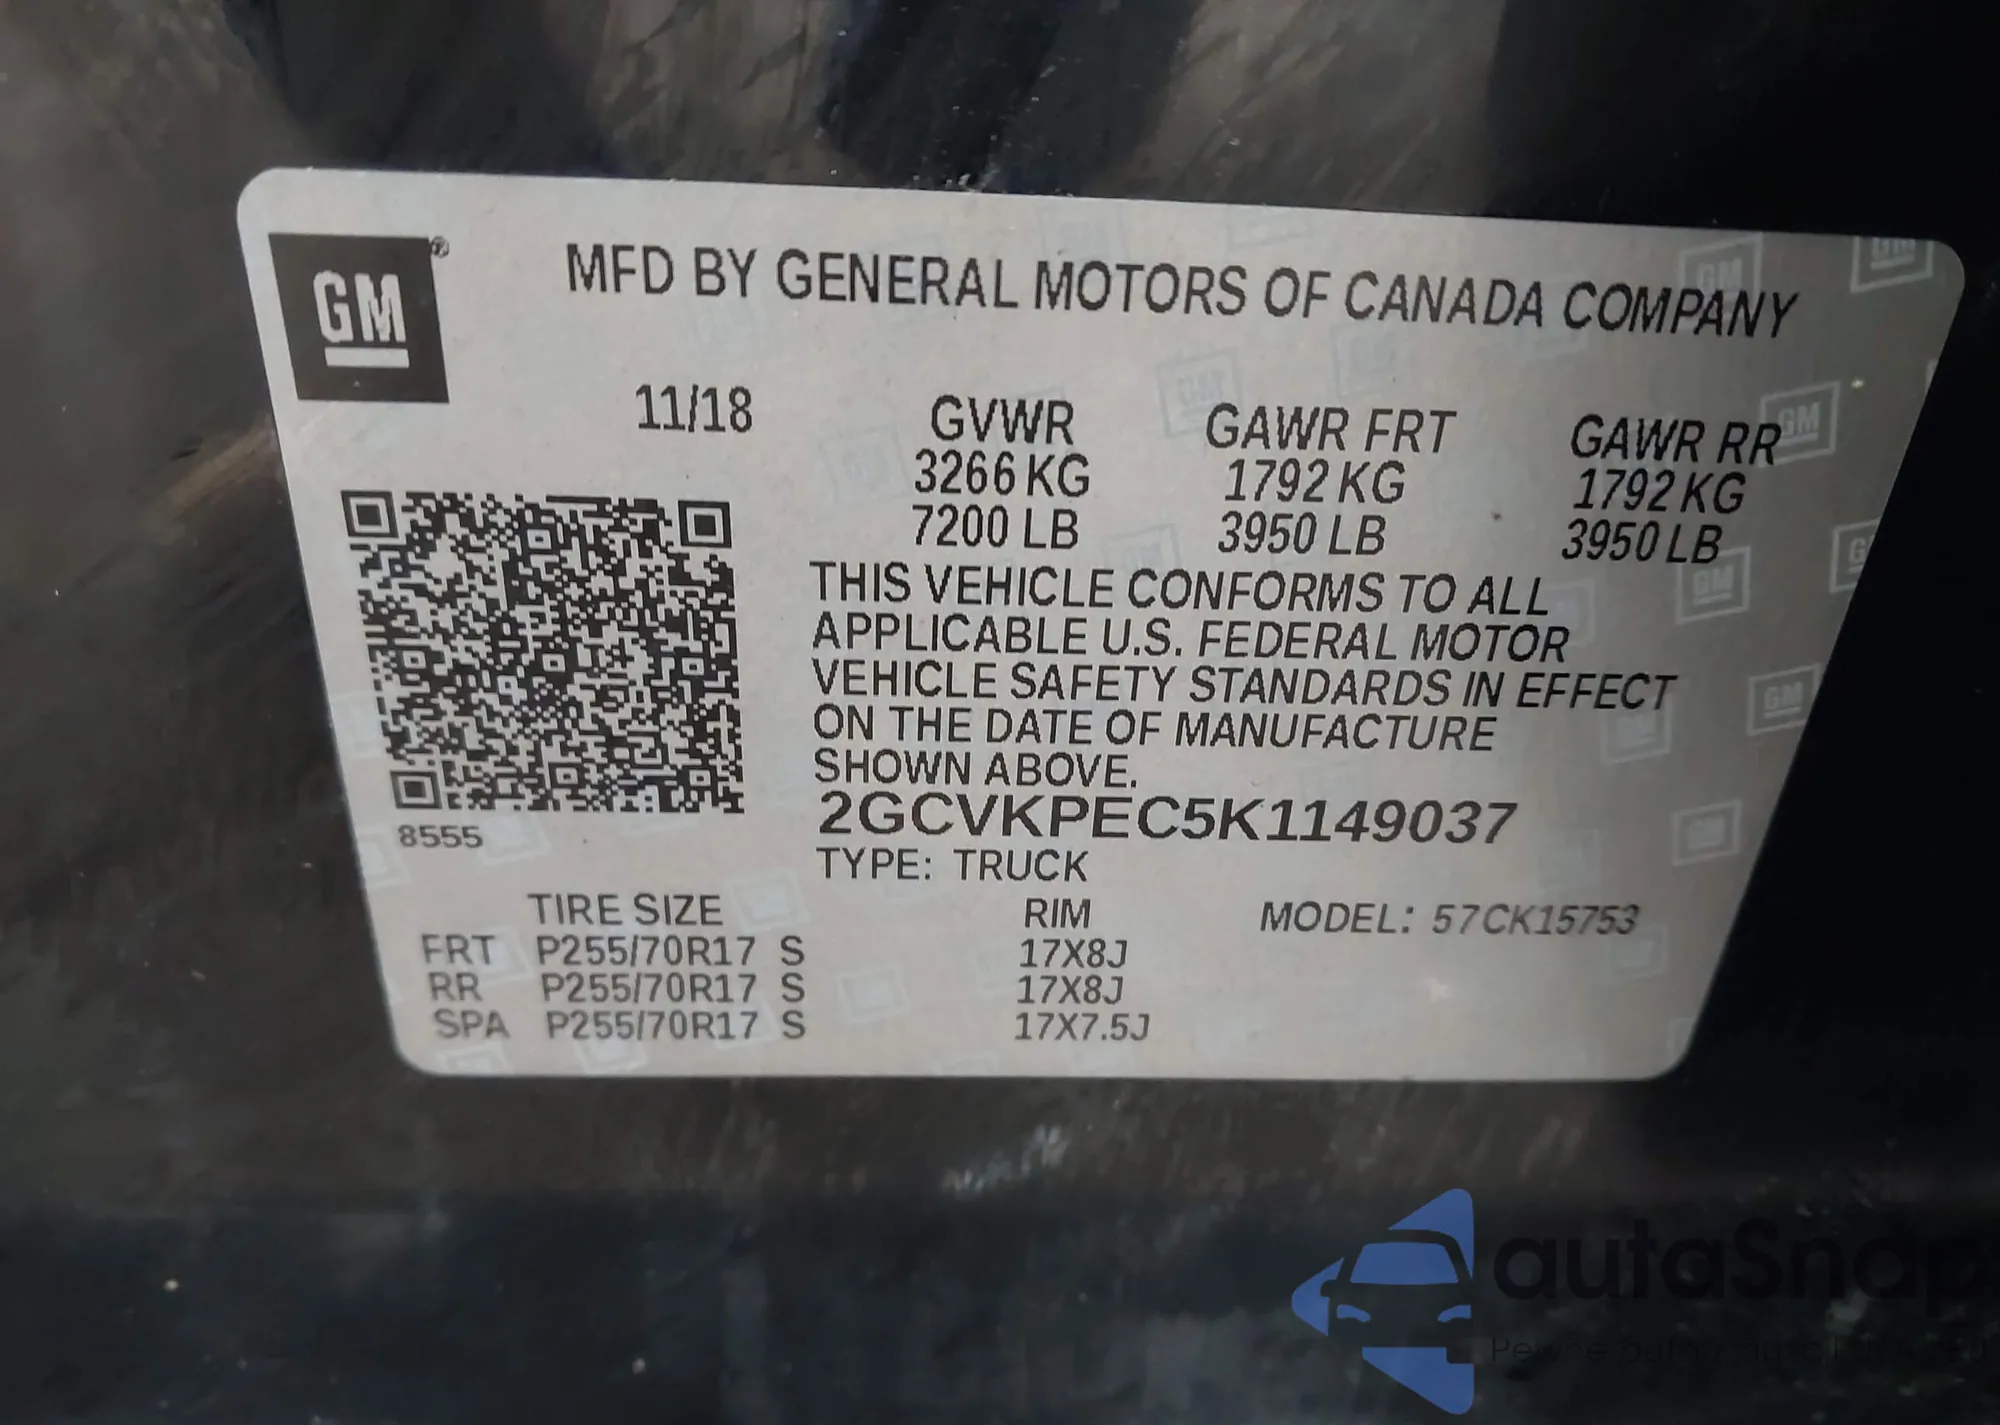 GM®
MFD BY GENERAL MOTORS OF CANADA COMPANY
11/18 GVWR GAWR FRT GAWR RR
3266 KG 1792 KG 1792 KG
7200 LB 3950 LB 3950 LB
THIS VEHICLE CONFORMS TO ALL
APPLICABLE U.S. FEDERAL MOTOR
VEHICLE SAFETY STANDARDS IN EFFECT
ON THE DATE OF MANUFACTURE
SHOWN ABOVE.
2GCVKPEC5K1149037
8555
TYPE: TRUCK
TIRE SIZE RIM MODEL: 57CK15753
FRT P255/70R17 S 17X8J
RR P255/70R17 S 17X8J
SPA P255/70R17 S 17X7.5J
autaSnap